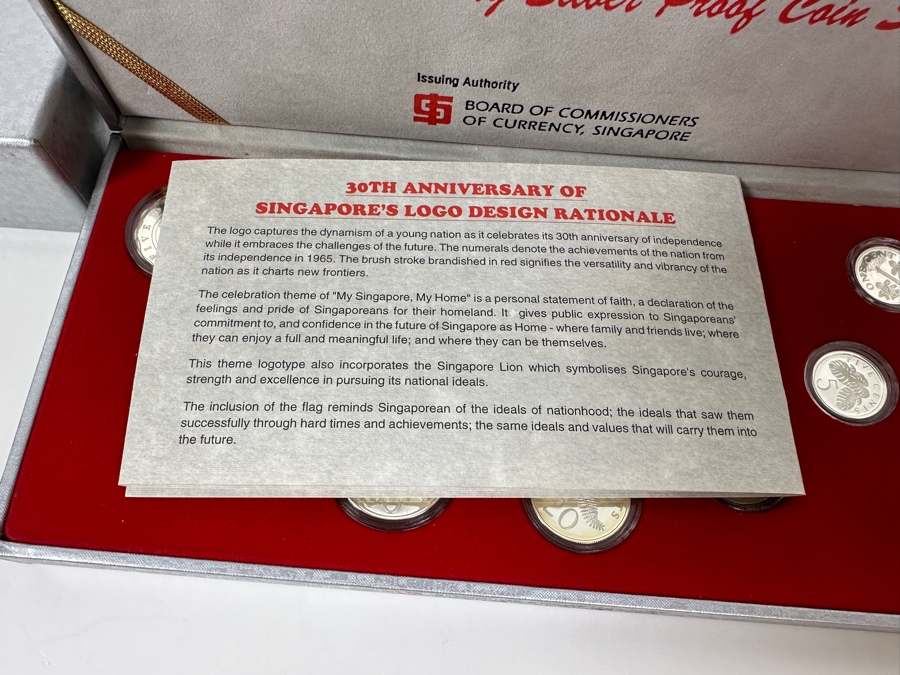 Silver Proof Coin
Issuing Authority
BOARD OF COMMISSIONERS
OF CURRENCY, SINGAPORE
30TH ANNIVERSARY OF
SINGAPORE'S LOGO DESIGN RATIONALE
The logo captures the dynamism of a young nation as it celebrates its 30th anniversary of independence
while it embraces the challenges of the future. The numerals denote the achievements of the nation from
its independence in 1965. The brush stroke brandished in red signifies the versatility and vibrancy of the
nation as it charts new frontiers.
The celebration theme of "My Singapore, My Home" is a personal statement of faith, a declaration of the
feelings and pride of Singaporeans for their homeland. It gives public expression to Singaporeans'
commitment to, and confidence in the future of Singapore as Home - where family and friends live; where
they can enjoy a full and meaningful life; and where they can be themselves.
This theme logotype also incorporates the Singapore Lion which symbolises Singapore's courage,
strength and excellence in pursuing its national ideals.
The inclusion of the flag reminds Singaporean of the ideals of nationhood; the ideals that saw them
successfully through hard times and achievements; the same ideals and values that will carry them into
the future.
ONE CENT
FIVE CENTS
5
20